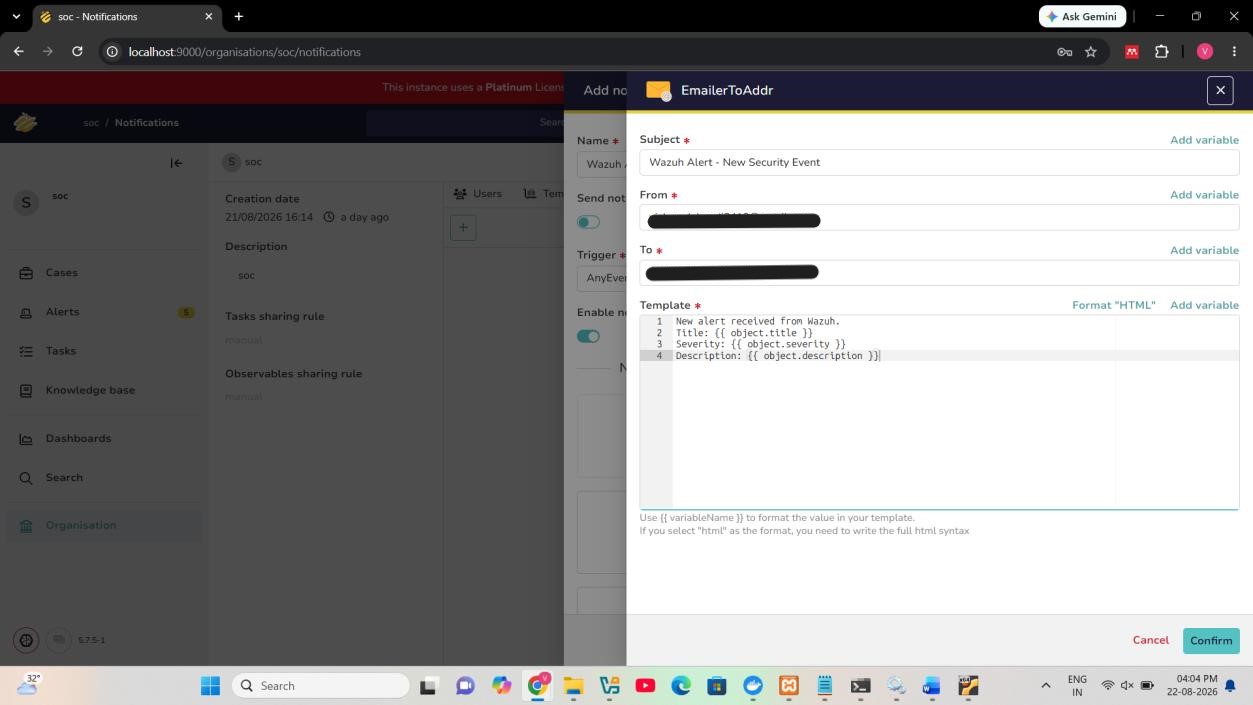 soc - Notifications
Ask Gemini
localhost:9000/organisations/soc/notifications
V
This instance uses a Platinum Licens
soc / Notifications
Searc
Add no
EmailerToAddr
S
soc
S soc
Creation date
21/08/2026 16:14 a day ago
Description
soc
Tasks sharing rule
manual
Observables sharing rule
manual
Cases
Alerts 5
Tasks
Knowledge base
Dashboards
Search
Organisation
5.7.5-1
Users Tem
Name *
Wazuh A
Send not
Trigger *
AnyEven
Enable no
N
Subject * Add variable
Wazuh Alert - New Security Event
From * Add variable
To * Add variable
Template * Format "HTML" Add variable
1 New alert received from Wazuh.
2 Title: {{ object.title }}
3 Severity: {{ object.severity }}
4 Description: {{ object.description }}
Use {{ variableName }} to format the value in your template.
If you select "html" as the format, you need to write the full html syntax
Cancel Confirm
32°
Search
ENG
IN
04:04 PM
22-08-2026